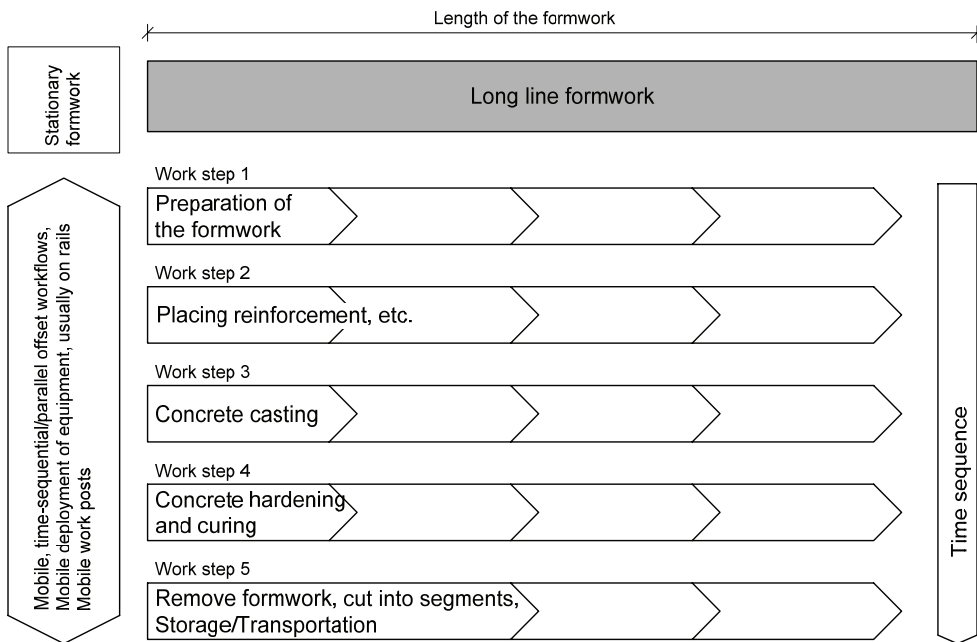 Length of the formwork
Stationary
formwork
Long line formwork
Work step 1
Preparation of
the formwork
Work step 2
Placing reinforcement, etc.
Work step 3
Concrete casting
Work step 4
Concrete hardening
and curing
Work step 5
Remove formwork, cut into segments,
Storage/Transportation
Mobile, time-sequential/parallel offset workflows,
Mobile deployment of equipment, usually on rails
Mobile work posts
Time sequence